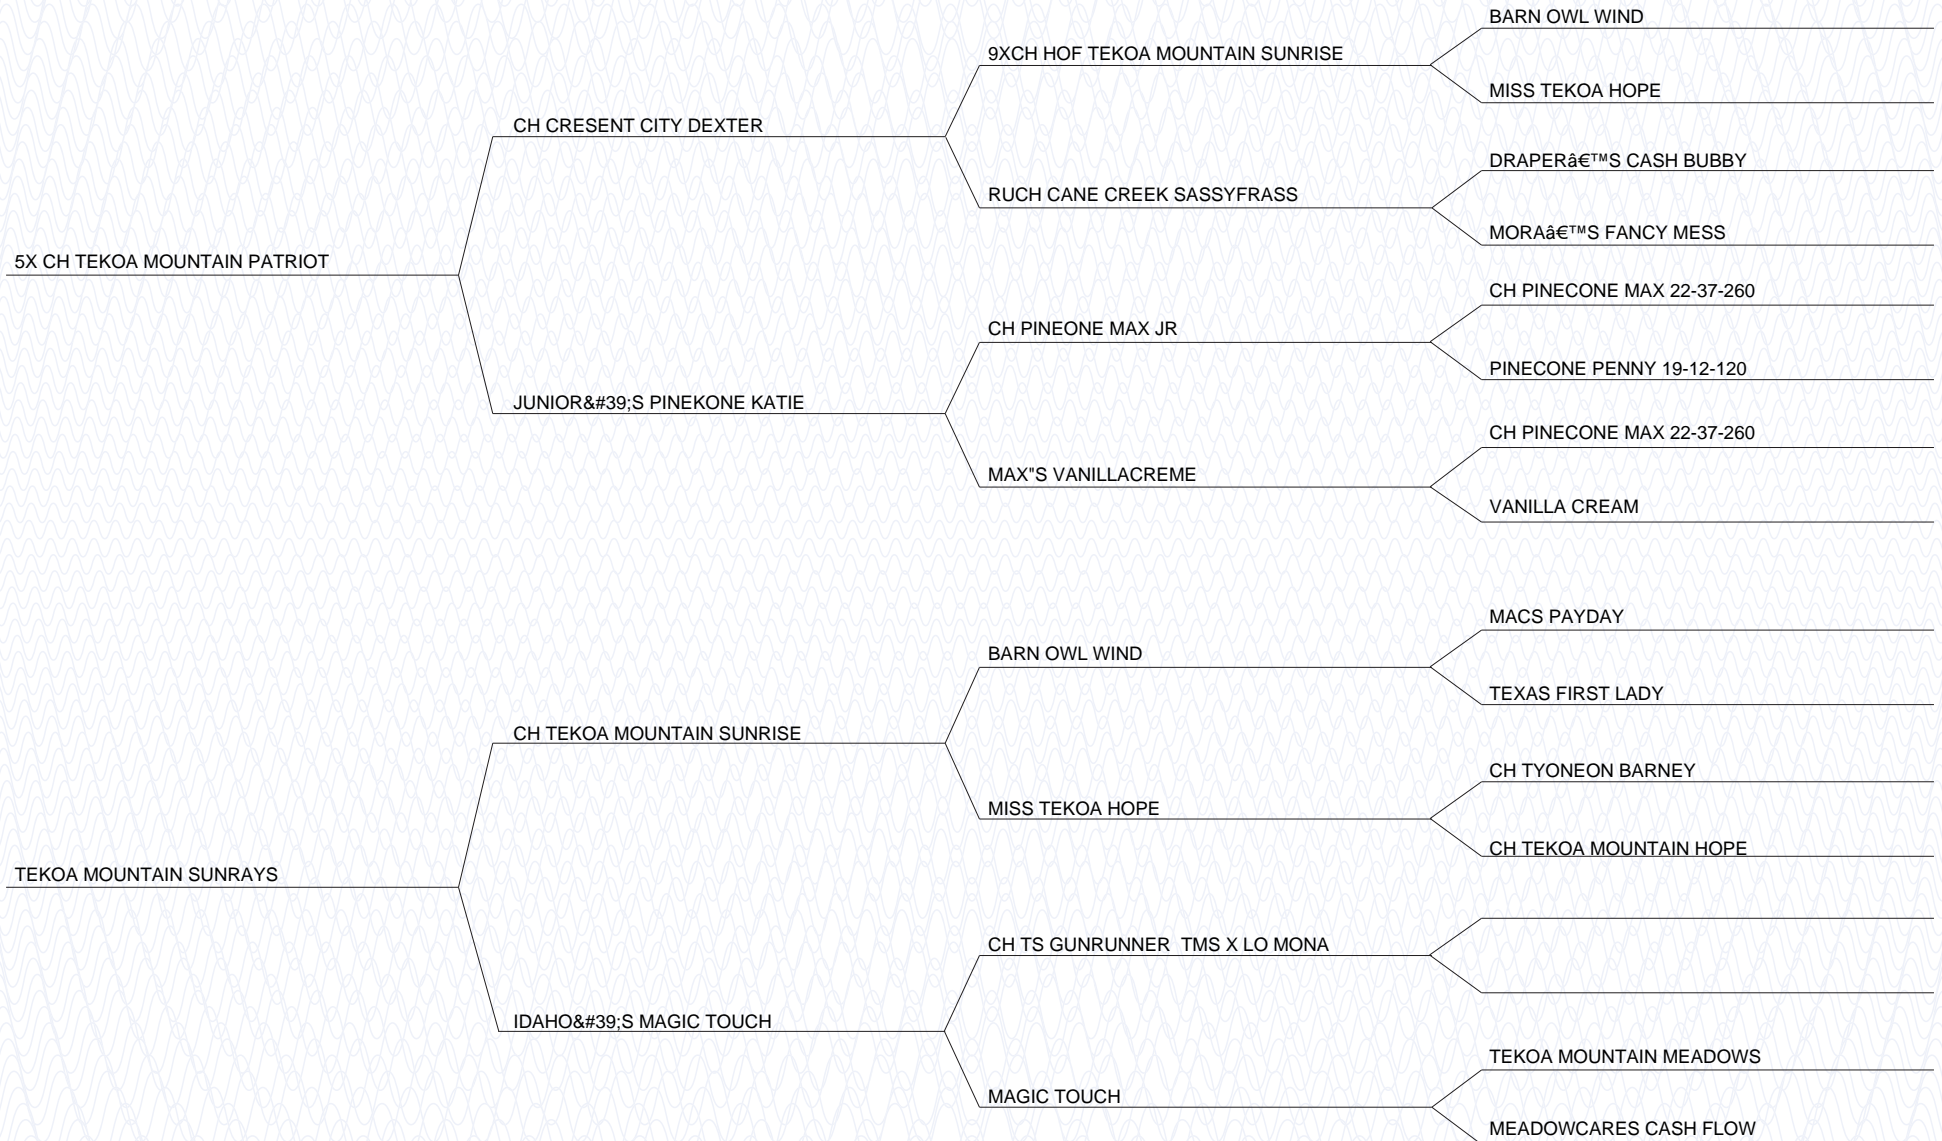 BARN OWL WIND
9XCH HOF TEKOA MOUNTAIN SUNRISE
MISS TEKOA HOPE
CH CRESENT CITY DEXTER
DRAPERâ€™S CASH BUBBY
RUCH CANE CREEK SASSYFRASS
MORAâ€™S FANCY MESS
5X CH TEKOA MOUNTAIN PATRIOT
CH PINECONE MAX 22-37-260
CH PINEONE MAX JR
PINECONE PENNY 19-12-120
JUNIOR&#39;S PINEKONE KATIE
CH PINECONE MAX 22-37-260
MAX"S VANILLACREME
VANILLA CREAM
MACS PAYDAY
BARN OWL WIND
TEXAS FIRST LADY
CH TEKOA MOUNTAIN SUNRISE
CH TYONEON BARNEY
MISS TEKOA HOPE
CH TEKOA MOUNTAIN HOPE
TEKOA MOUNTAIN SUNRAYS
CH TS GUNRUNNER  TMS X LO MONA
IDAHO&#39;S MAGIC TOUCH
TEKOA MOUNTAIN MEADOWS
MAGIC TOUCH
MEADOWCARES CASH FLOW